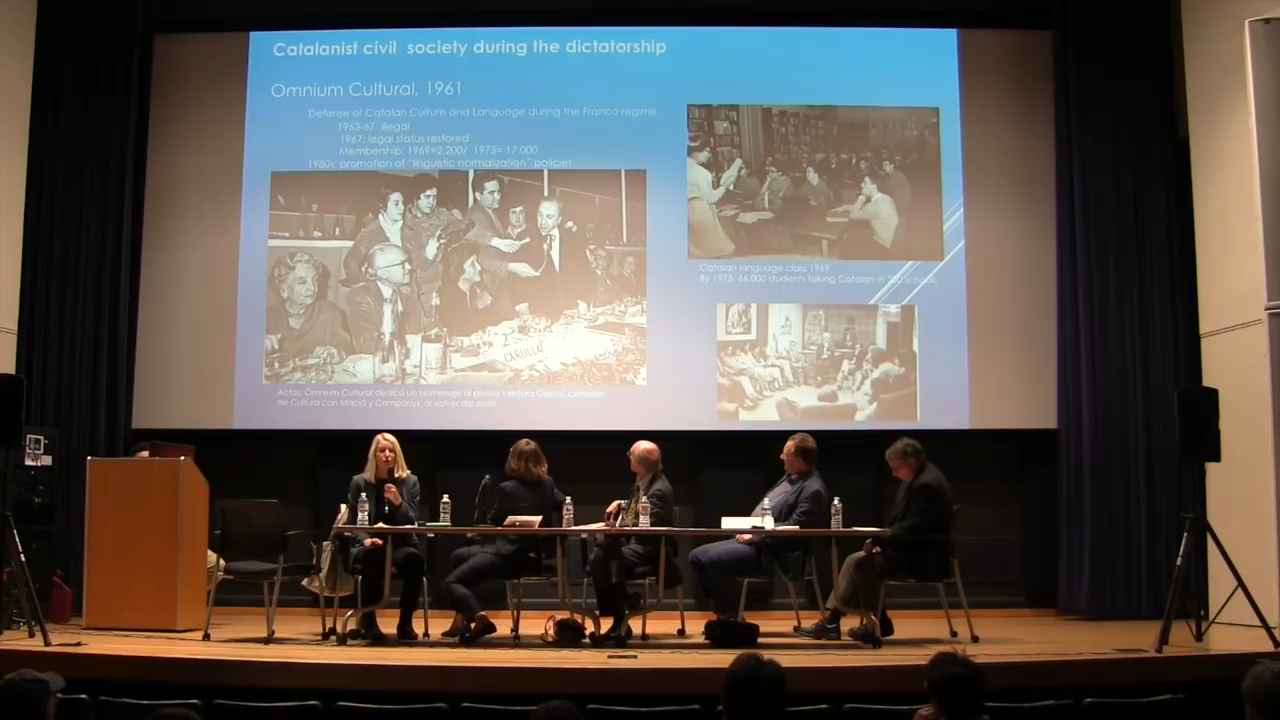 Catalanist civil society during the dictatorship
Omnium Cultural, 1961
Defense of Catalan Culture and Language during the Franco regime
1963-67: illegal
1967: legal status restored
Membership: 1969=2.200/ 1975= 17.000
1980s: promotion of "linguistic normalization" policies
CARULLA
Actos. Omnium Cultural dedicó un homenaje al poeta Ventura Gassol, conseller
de Cultura con Macià y Companys, al volver del exilio
Catalan language class 1969
By 1975, 66,000 students taking Catalan in